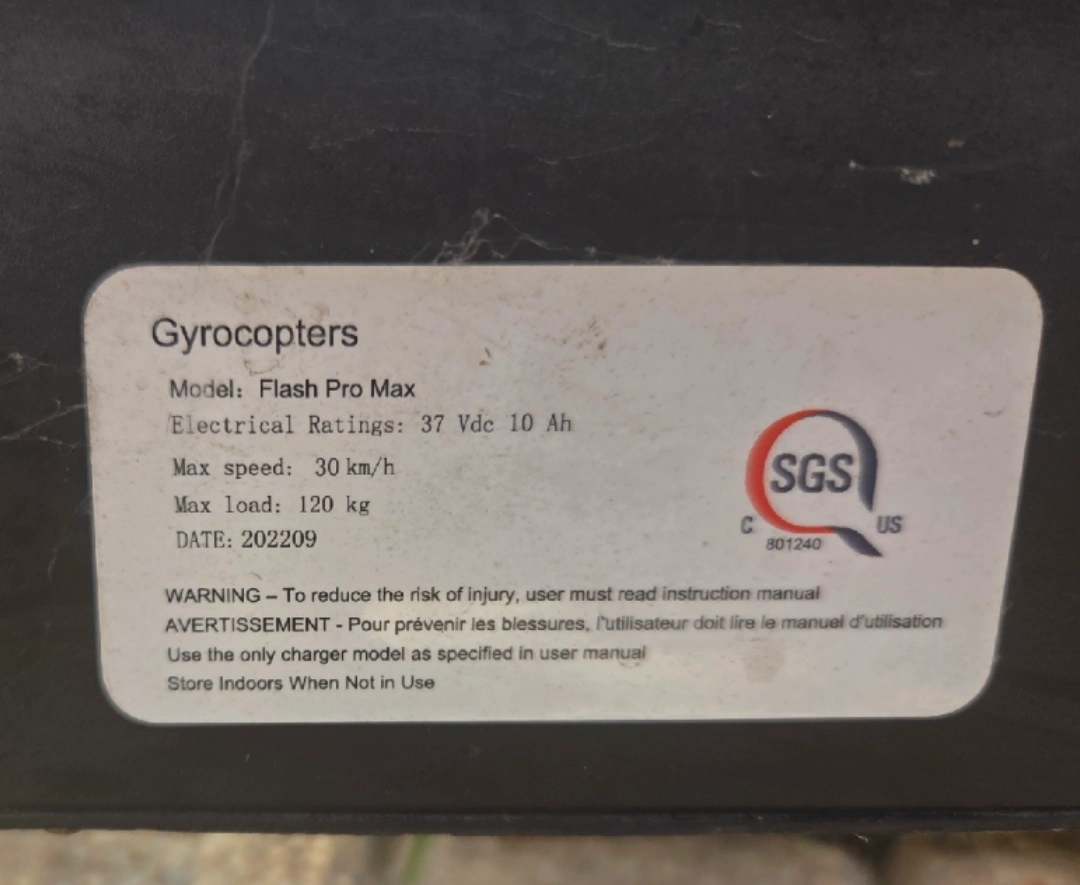 Gyrocopters
Model: Flash Pro Max
Electrical Ratings: 37 Vdc 10 Ah
Max speed: 30 km/h
Max load: 120 kg
DATE: 202209
SGS
C US
801240
WARNING – To reduce the risk of injury, user must read instruction manual
AVERTISSEMENT - Pour prévenir les blessures, l'utilisateur doit lire le manuel d'utilisation
Use the only charger model as specified in user manual
Store Indoors When Not in Use